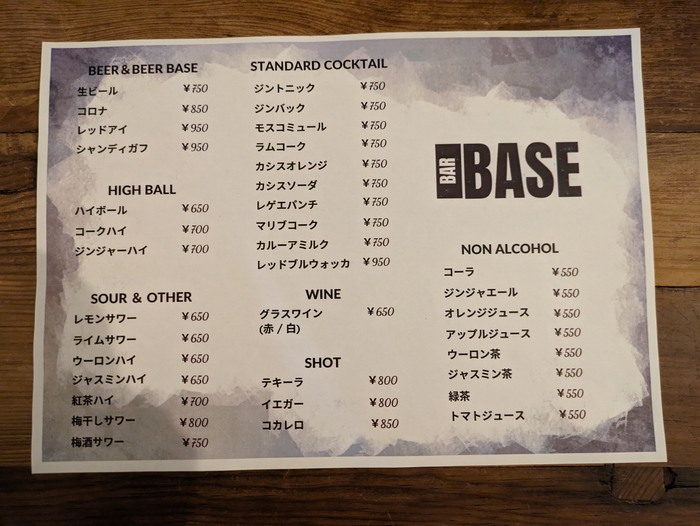 BEER & BEER BASE
生ビール ¥750
コロナ ¥850
レッドアイ ¥950
シャンディガフ ¥950
HIGH BALL
ハイボール ¥650
コークハイ ¥700
ジンジャーハイ ¥700
SOUR & OTHER
レモンサワー ¥650
ライムサワー ¥650
ウーロンハイ ¥650
ジャスミンハイ ¥650
紅茶ハイ ¥700
梅干しサワー ¥800
梅酒サワー ¥750
STANDARD COCKTAIL
ジントニック ¥750
ジンバック ¥750
モスコミュール ¥750
ラムコーク ¥750
カシスオレンジ ¥750
カシスソーダ ¥750
レゲエパンチ ¥750
マリブコーク ¥750
カルーアミルク ¥750
レッドブルウォッカ ¥950
WINE
グラスワイン ¥650
(赤 / 白)
SHOT
テキーラ ¥800
イエガー ¥800
コカレロ ¥850
BAR BASE
NON ALCOHOL
コーラ ¥550
ジンジャエール ¥550
オレンジジュース ¥550
アップルジュース ¥550
ウーロン茶 ¥550
ジャスミン茶 ¥550
緑茶 ¥550
トマトジュース ¥550